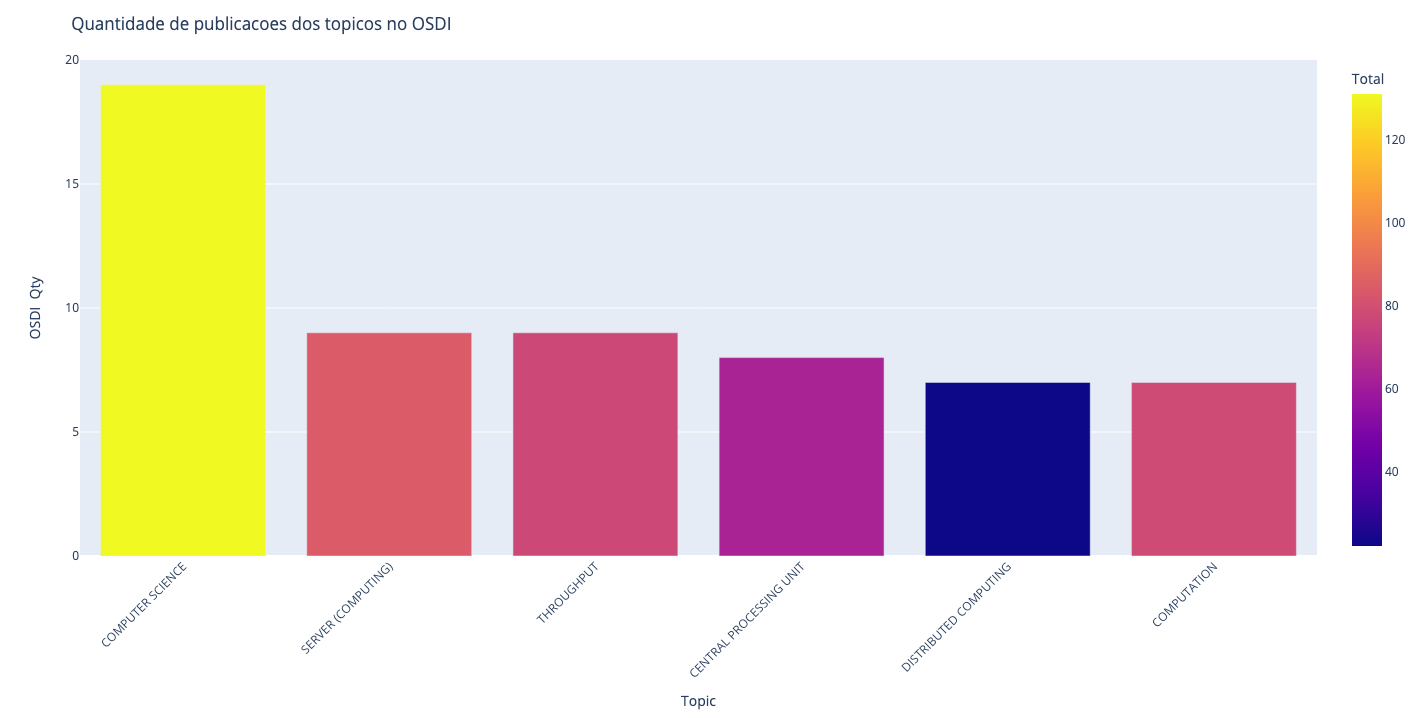 Quantidade de publicacoes dos topicos no OSDI
Total
20
15
10
5
0
OSDI Qty
120
100
80
60
40
COMPUTER SCIENCE
SERVER (COMPUTING)
THROUGHPUT
CENTRAL PROCESSING UNIT
DISTRIBUTED COMPUTING
COMPUTATION
Topic